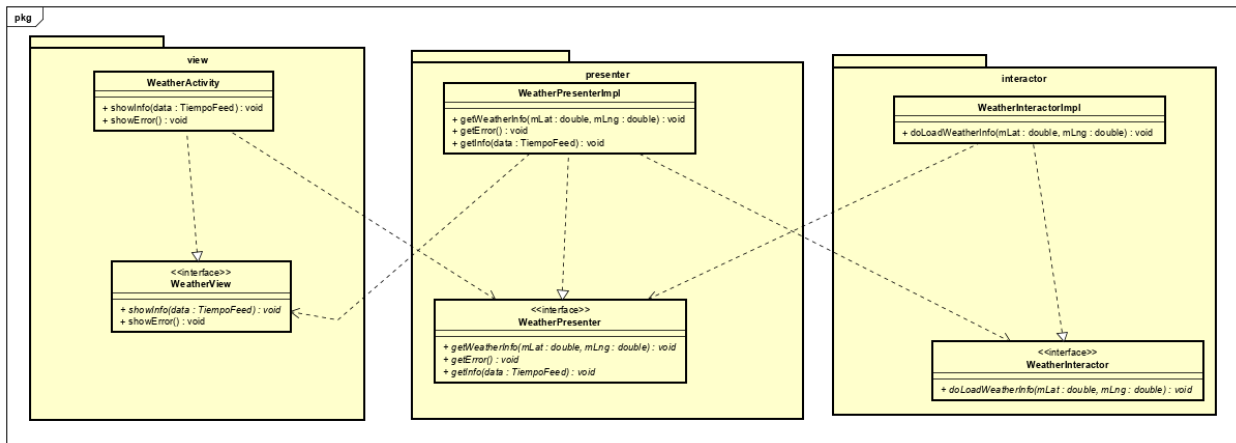 pkg
view
WeatherActivity
+ showInfo(data : TiempoFeed) : void
+ showError() : void
<<interface>>
WeatherView
+ showInfo(data : TiempoFeed) : void
+ showError() : void
presenter
WeatherPresenterImpl
+ getWeatherInfo(mLat : double, mLng : double) : void
+ getError() : void
+ getInfo(data : TiempoFeed) : void
<<interface>>
WeatherPresenter
+ getWeatherInfo(mLat : double, mLng : double) : void
+ getError() : void
+ getInfo(data : TiempoFeed) : void
interactor
WeatherInteractorImpl
+ doLoadWeatherInfo(mLat : double, mLng : double) : void
<<interface>>
WeatherInteractor
+ doLoadWeatherInfo(mLat : double, mLng : double) : void